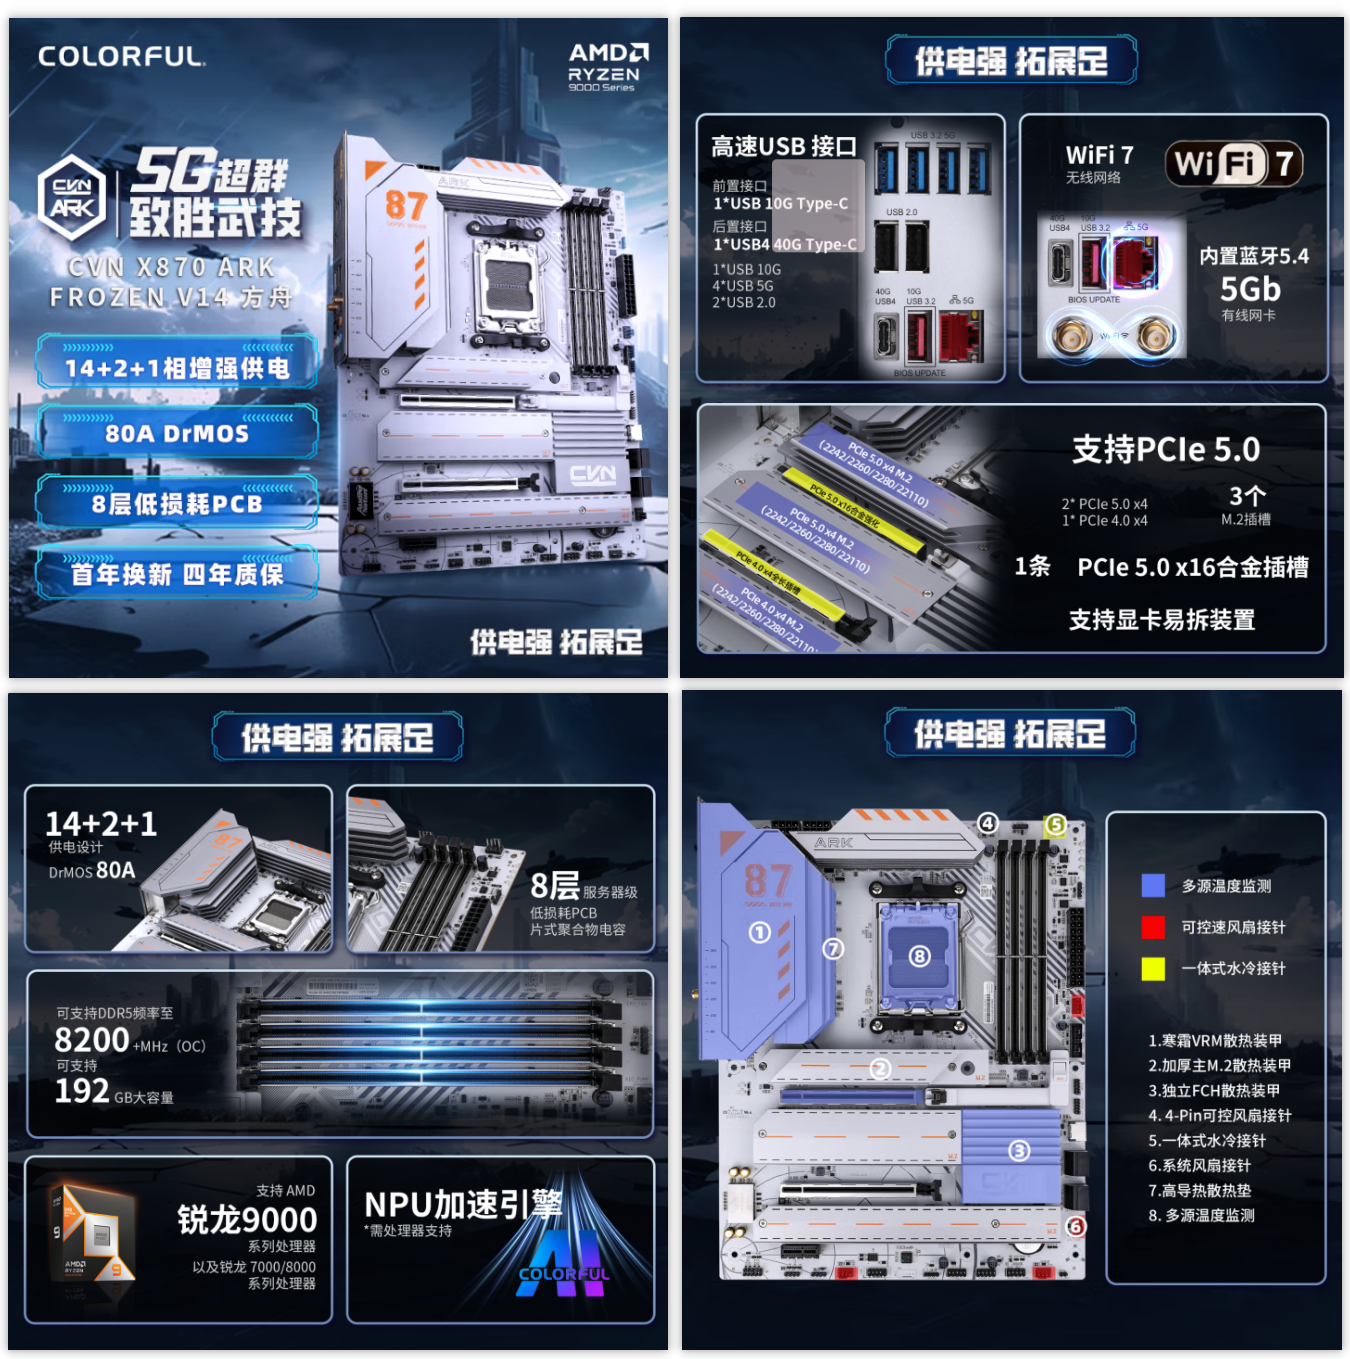 COLORFUL
AMD
RYZEN
9000 Series
CVN
ARK
5G超群
致胜武技
CVN X870 ARK
FROZEN V14 方舟
14+2+1相增强供电
80A DrMOS
8层低损耗PCB
首年换新 四年质保
ARK
87
CVN
供电强 拓展足
供电强 拓展足
高速USB 接口
前置接口
1*USB 10G Type-C
后置接口
1*USB4 40G Type-C
1*USB 10G
4*USB 5G
2*USB 2.0
USB 3.2 5G
USB 2.0
40G
USB4
10G
USB 3.2
5G
BIOS UPDATE
WiFi 7
无线网络
Wi Fi 7
40G
USB4
10G
USB 3.2
5G
BIOS UPDATE
Wi-Fi
内置蓝牙5.4
5Gb
有线网卡
PCIe 5.0 x4 M.2
(2242/2260/2280/22110)
PCIe 5.0 x16合金强化
PCIe 5.0 x4 M.2
(2242/2260/2280/22110)
PCIe 4.0 x4全长插槽
PCIe 4.0 x4 M.2
(2242/2260/2280/22110)
支持PCIe 5.0
2* PCIe 5.0 x4
1* PCIe 4.0 x4
3个
M.2插槽
1条 PCIe 5.0 x16合金插槽
支持显卡易拆装置
供电强 拓展足
14+2+1
供电设计
DrMOS 80A
87
8层 服务器级
低损耗PCB
片式聚合物电容
可支持DDR5频率至
8200 +MHz（OC）
可支持
192 GB大容量
支持 AMD
锐龙9000
系列处理器
以及锐龙 7000/8000
系列处理器
AMD
RYZEN
9
NPU加速引擎
*需处理器支持
AI
COLORFUL
供电强 拓展足
ARK
87
①
②
③
④
⑤
⑥
⑦
⑧
M.2
M.2
M.2
多源温度监测
可控速风扇接针
一体式水冷接针
1.寒霜VRM散热装甲
2.加厚主M.2散热装甲
3.独立FCH散热装甲
4. 4-Pin可控风扇接针
5.一体式水冷接针
6.系统风扇接针
7.高导热散热垫
8. 多源温度监测